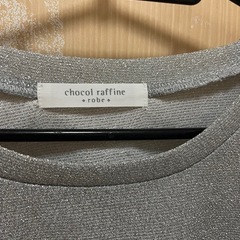 chocol raffine
* robe *